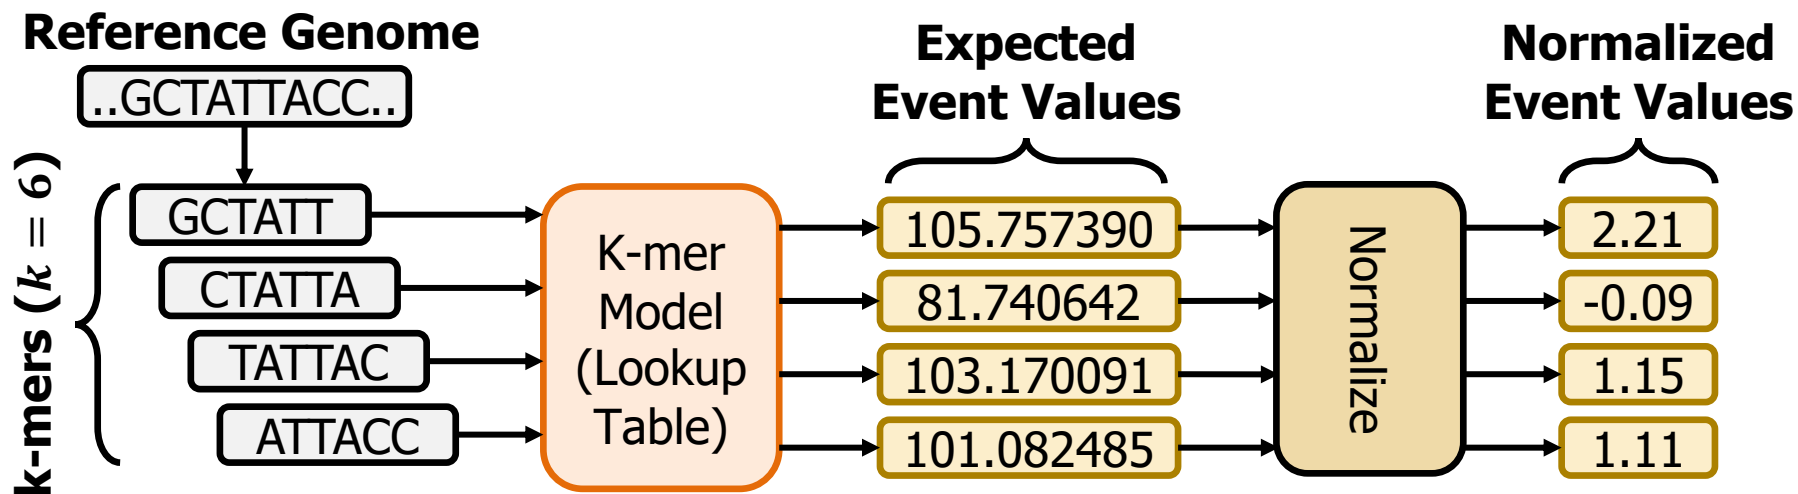 Reference Genome
..GCTATTACC..
k-mers (k = 6)
GCTATT
CTATTA
TATTAC
ATTACC
K-mer
Model
(Lookup
Table)
Expected
Event Values
105.757390
81.740642
103.170091
101.082485
Normalize
Normalized
Event Values
2.21
-0.09
1.15
1.11